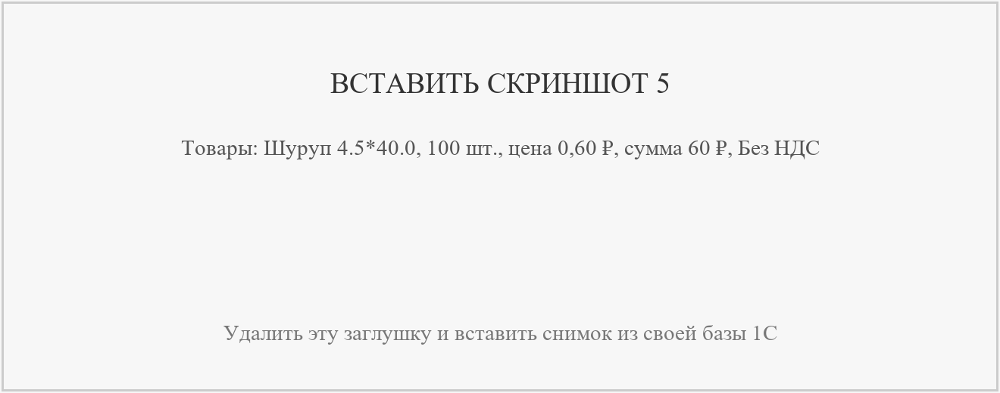 ВСТАВИТЬ СКРИНШОТ 5
Товары: Шуруп 4.5*40.0, 100 шт., цена 0,60 ₽, сумма 60 ₽, Без НДС
Удалить эту заглушку и вставить снимок из своей базы 1С